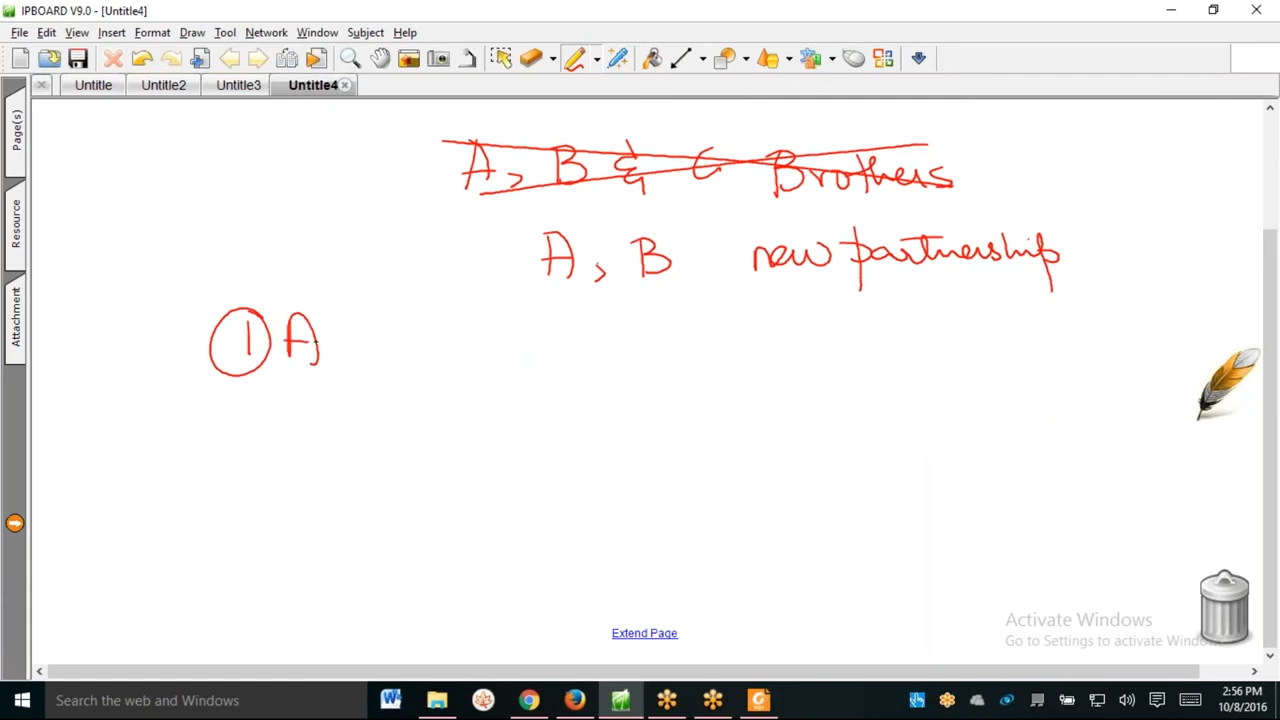 IPBOARD V9.0 - [Untitle4]
File Edit View Insert Format Draw Tool Network Window Subject Help
Untitle Untitle2 Untitle3 Untitle4
Page(s)
Resource
Attachment
A, B & C Brothers
A, B new partnership
1 A
Extend Page
Activate Windows
Go to Settings to activate Windows
Search the web and Windows
2:56 PM
10/8/2016